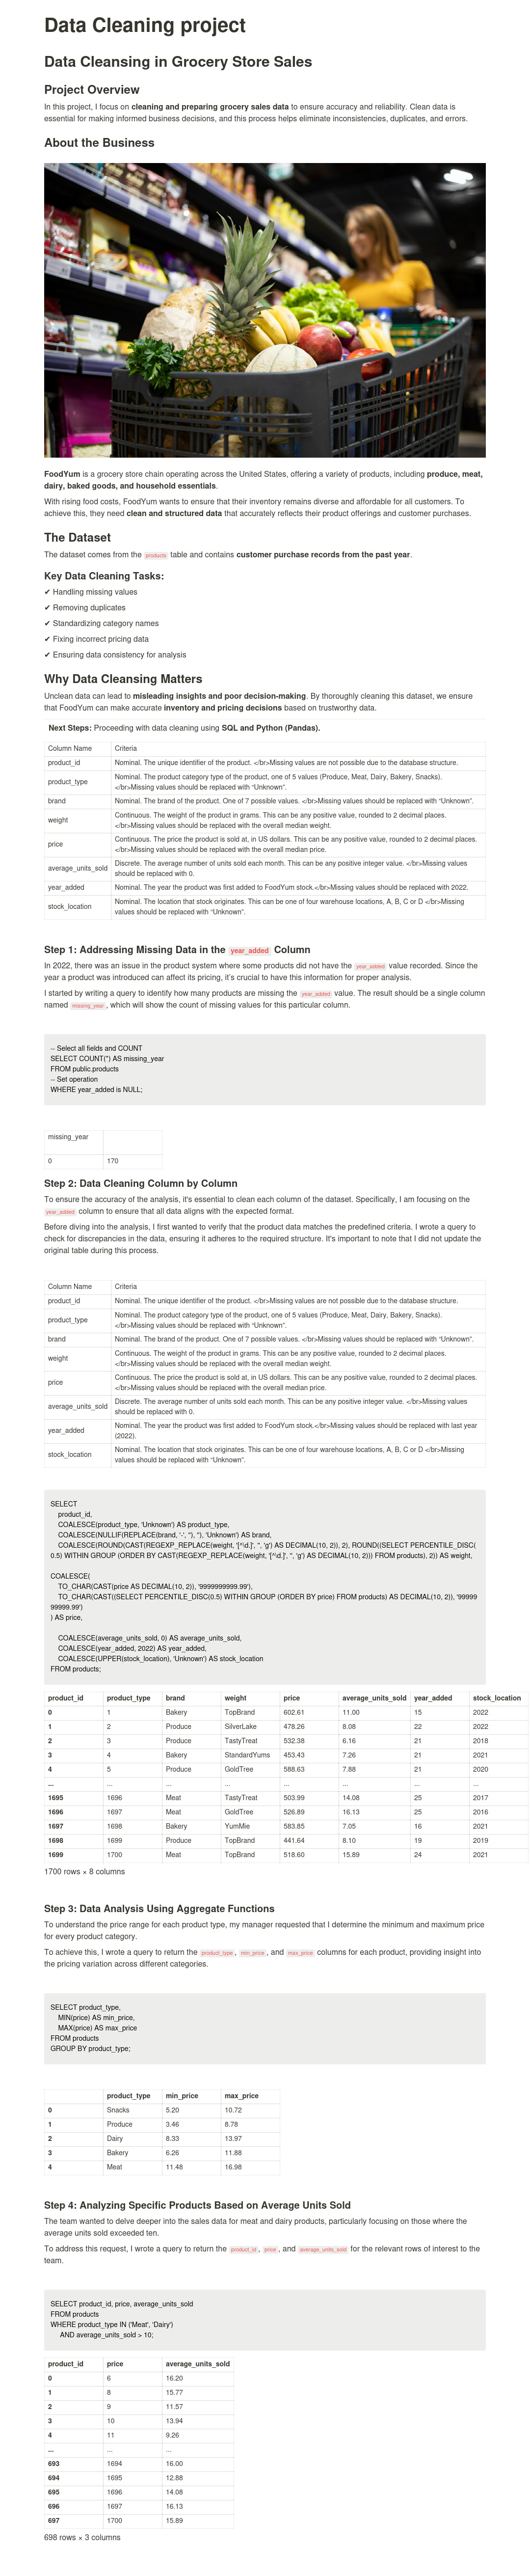 Data Cleaning project
Data Cleansing in Grocery Store Sales
Project Overview
In this project, I focus on cleaning and preparing grocery sales data to ensure accuracy and reliability. Clean data is
essential for making informed business decisions, and this process helps eliminate inconsistencies, duplicates, and errors.
About the Business
FoodYum is a grocery store chain operating across the United States, offering a variety of products, including produce, meat,
dairy, baked goods, and household essentials.
With rising food costs, FoodYum wants to ensure that their inventory remains diverse and affordable for all customers. To
achieve this, they need clean and structured data that accurately reflects their product offerings and customer purchases.
The Dataset
The dataset comes from the products table and contains customer purchase records from the past year.
Key Data Cleaning Tasks:
✔ Handling missing values
✔ Removing duplicates
✔ Standardizing category names
✔ Fixing incorrect pricing data
✔ Ensuring data consistency for analysis
Why Data Cleansing Matters
Unclean data can lead to misleading insights and poor decision-making. By thoroughly cleaning this dataset, we ensure
that FoodYum can make accurate inventory and pricing decisions based on trustworthy data.
Next Steps: Proceeding with data cleaning using SQL and Python (Pandas).
Column Name Criteria
product_id Nominal. The unique identifier of the product. </br>Missing values are not possible due to the database structure.
product_type Nominal. The product category type of the product, one of 5 values (Produce, Meat, Dairy, Bakery, Snacks).
</br>Missing values should be replaced with “Unknown”.
brand Nominal. The brand of the product. One of 7 possible values. </br>Missing values should be replaced with “Unknown”.
weight Continuous. The weight of the product in grams. This can be any positive value, rounded to 2 decimal places.
</br>Missing values should be replaced with the overall median weight.
price Continuous. The price the product is sold at, in US dollars. This can be any positive value, rounded to 2 decimal places.
</br>Missing values should be replaced with the overall median price.
average_units_sold Discrete. The average number of units sold each month. This can be any positive integer value. </br>Missing values
should be replaced with 0.
year_added Nominal. The year the product was first added to FoodYum stock.</br>Missing values should be replaced with 2022.
stock_location Nominal. The location that stock originates. This can be one of four warehouse locations, A, B, C or D </br>Missing
values should be replaced with “Unknown”.
Step 1: Addressing Missing Data in the year_added Column
In 2022, there was an issue in the product system where some products did not have the year_added value recorded. Since the
year a product was introduced can affect its pricing, it’s crucial to have this information for proper analysis.
I started by writing a query to identify how many products are missing the year_added value. The result should be a single column
named missing_year, which will show the count of missing values for this particular column.
-- Select all fields and COUNT
SELECT COUNT(*) AS missing_year
FROM public.products
-- Set operation
WHERE year_added is NULL;
missing_year
0 170
Step 2: Data Cleaning Column by Column
To ensure the accuracy of the analysis, it's essential to clean each column of the dataset. Specifically, I am focusing on the
year_added column to ensure that all data aligns with the expected format.
Before diving into the analysis, I first wanted to verify that the product data matches the predefined criteria. I wrote a query to
check for discrepancies in the data, ensuring it adheres to the required structure. It's important to note that I did not update the
original table during this process.
Column Name Criteria
product_id Nominal. The unique identifier of the product. </br>Missing values are not possible due to the database structure.
product_type Nominal. The product category type of the product, one of 5 values (Produce, Meat, Dairy, Bakery, Snacks).
</br>Missing values should be replaced with “Unknown”.
brand Nominal. The brand of the product. One of 7 possible values. </br>Missing values should be replaced with “Unknown”.
weight Continuous. The weight of the product in grams. This can be any positive value, rounded to 2 decimal places.
</br>Missing values should be replaced with the overall median weight.
price Continuous. The price the product is sold at, in US dollars. This can be any positive value, rounded to 2 decimal places.
</br>Missing values should be replaced with the overall median price.
average_units_sold Discrete. The average number of units sold each month. This can be any positive integer value. </br>Missing values
should be replaced with 0.
year_added Nominal. The year the product was first added to FoodYum stock.</br>Missing values should be replaced with last year
(2022).
stock_location Nominal. The location that stock originates. This can be one of four warehouse locations, A, B, C or D </br>Missing
values should be replaced with “Unknown”.
SELECT
product_id,
COALESCE(product_type, 'Unknown') AS product_type,
COALESCE(NULLIF(REPLACE(brand, '-', ''), ''), 'Unknown') AS brand,
COALESCE(ROUND(CAST(REGEXP_REPLACE(weight, '[^\d.]', '', 'g') AS DECIMAL(10, 2)), 2), ROUND((SELECT PERCENTILE_DISC(
0.5) WITHIN GROUP (ORDER BY CAST(REGEXP_REPLACE(weight, '[^\d.]', '', 'g') AS DECIMAL(10, 2))) FROM products), 2)) AS weight,
COALESCE(
TO_CHAR(CAST(price AS DECIMAL(10, 2)), '9999999999.99'),
TO_CHAR(CAST((SELECT PERCENTILE_DISC(0.5) WITHIN GROUP (ORDER BY price) FROM products) AS DECIMAL(10, 2)), '99999
99999.99')
) AS price,
COALESCE(average_units_sold, 0) AS average_units_sold,
COALESCE(year_added, 2022) AS year_added,
COALESCE(UPPER(stock_location), 'Unknown') AS stock_location
FROM products;
product_id product_type brand weight price average_units_sold year_added stock_location
0 1 Bakery TopBrand 602.61 11.00 15 2022
1 2 Produce SilverLake 478.26 8.08 22 2022
2 3 Produce TastyTreat 532.38 6.16 21 2018
3 4 Bakery StandardYums 453.43 7.26 21 2021
4 5 Produce GoldTree 588.63 7.88 21 2020
... ... ... ... ... ... ... ...
1695 1696 Meat TastyTreat 503.99 14.08 25 2017
1696 1697 Meat GoldTree 526.89 16.13 25 2016
1697 1698 Bakery YumMie 583.85 7.05 16 2021
1698 1699 Produce TopBrand 441.64 8.10 19 2019
1699 1700 Meat TopBrand 518.60 15.89 24 2021
1700 rows × 8 columns
Step 3: Data Analysis Using Aggregate Functions
To understand the price range for each product type, my manager requested that I determine the minimum and maximum price
for every product category.
To achieve this, I wrote a query to return the product_type, min_price, and max_price columns for each product, providing insight into
the pricing variation across different categories.
SELECT product_type,
MIN(price) AS min_price,
MAX(price) AS max_price
FROM products
GROUP BY product_type;
product_type min_price max_price
0 Snacks 5.20 10.72
1 Produce 3.46 8.78
2 Dairy 8.33 13.97
3 Bakery 6.26 11.88
4 Meat 11.48 16.98
Step 4: Analyzing Specific Products Based on Average Units Sold
The team wanted to delve deeper into the sales data for meat and dairy products, particularly focusing on those where the
average units sold exceeded ten.
To address this request, I wrote a query to return the product_id, price, and average_units_sold for the relevant rows of interest to the
team.
SELECT product_id, price, average_units_sold
FROM products
WHERE product_type IN ('Meat', 'Dairy')
AND average_units_sold > 10;
product_id price average_units_sold
0 6 16.20
1 8 15.77
2 9 11.57
3 10 13.94
4 11 9.26
... ... ...
693 1694 16.00
694 1695 12.88
695 1696 14.08
696 1697 16.13
697 1700 15.89
698 rows × 3 columns